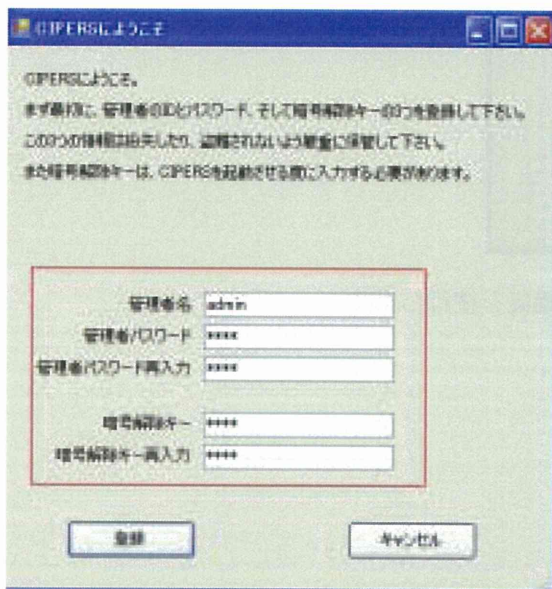 CIPERSにようこそ
CIPERSにようこそ。
まず最初に、管理者のIDとパスワード、そして暗号解除キーの3つを登録して下さい。
この3つの情報は紛失したり、盗難されないよう厳重に保管して下さい。
また暗号解除キーは、CIPERSを起動させる度に入力する必要があります。
管理者名 admin
管理者パスワード ****
管理者パスワード再入力 ****
暗号解除キー ****
暗号解除キー再入力 ****
登録 キャンセル